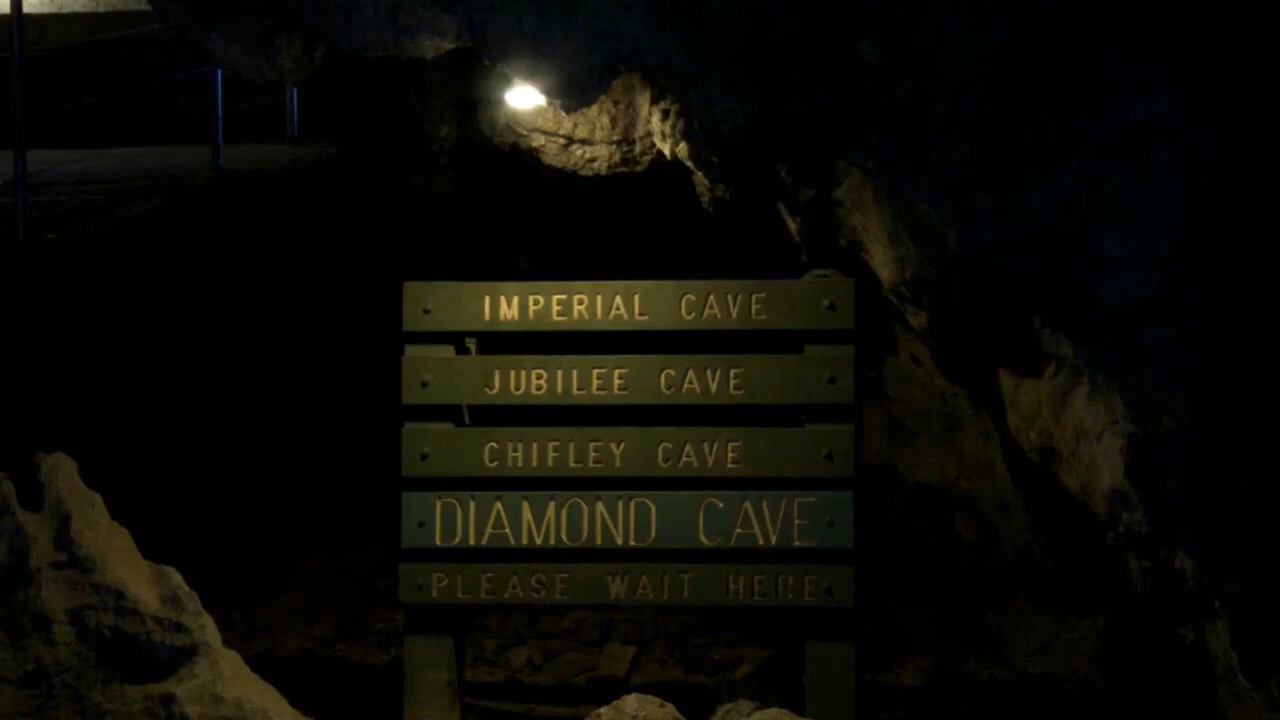 IMPERIAL CAVE
JUBILEE CAVE
CHIFLEY CAVE
DIAMOND CAVE
PLEASE WAIT HERE